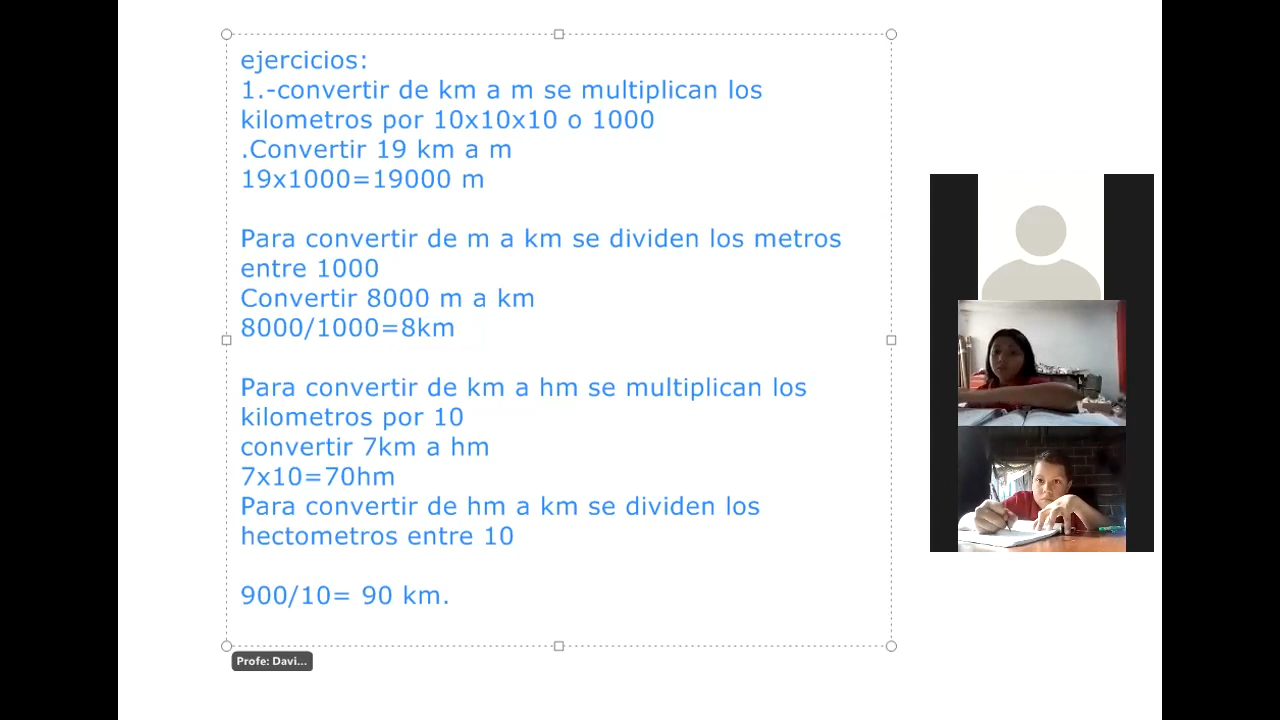 ejercicios:
1.-convertir de km a m se multiplican los
kilometros por 10x10x10 o 1000
.Convertir 19 km a m
19x1000=19000 m
Para convertir de m a km se dividen los metros
entre 1000
Convertir 8000 m a km
8000/1000=8km
Para convertir de km a hm se multiplican los
kilometros por 10
convertir 7km a hm
7x10=70hm
Para convertir de hm a km se dividen los
hectometros entre 10
900/10= 90 km.
Profe: Davi...